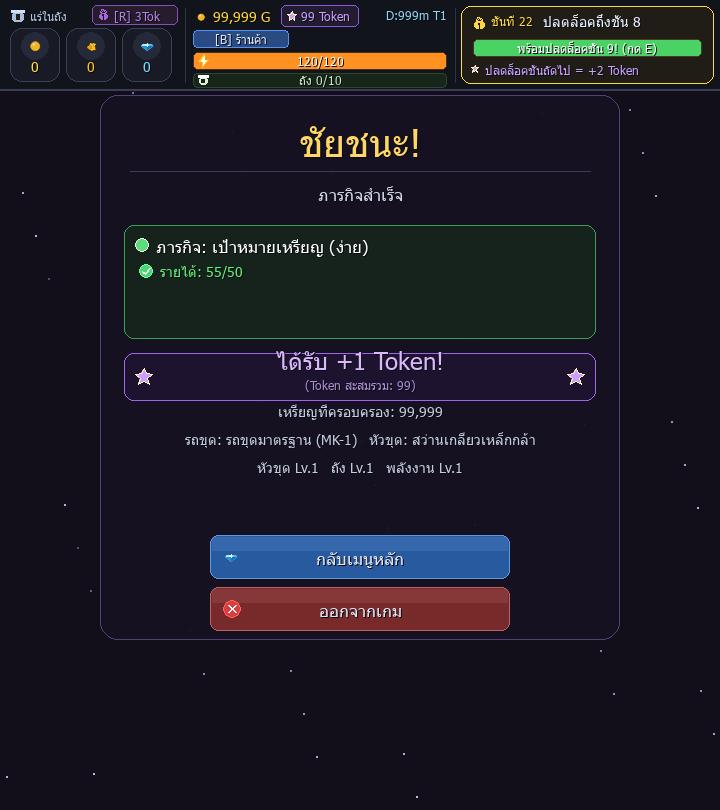 แร่ในถัง
[R] 3Tok
0
0
0
99,999 G
99 Token
D:999m T1
[B] ร้านค้า
120/120
ถัง 0/10
ชั้นที่ 22
ปลดล็อคถึงชั้น 8
พร้อมปลดล็อคชั้น 9! (กด E)
ปลดล็อคชั้นถัดไป = +2 Token
ชัยชนะ!
ภารกิจสำเร็จ
ภารกิจ: เป้าหมายเหรียญ (ง่าย)
รายได้: 55/50
ได้รับ +1 Token!
(Token สะสมรวม: 99)
เหรียญที่ครอบครอง: 99,999
รถขุด: รถขุดมาตรฐาน (MK-1) หัวขุด: สว่านเกลียวเหล็กกล้า
หัวขุด Lv.1 ถัง Lv.1 พลังงาน Lv.1
กลับเมนูหลัก
ออกจากเกม